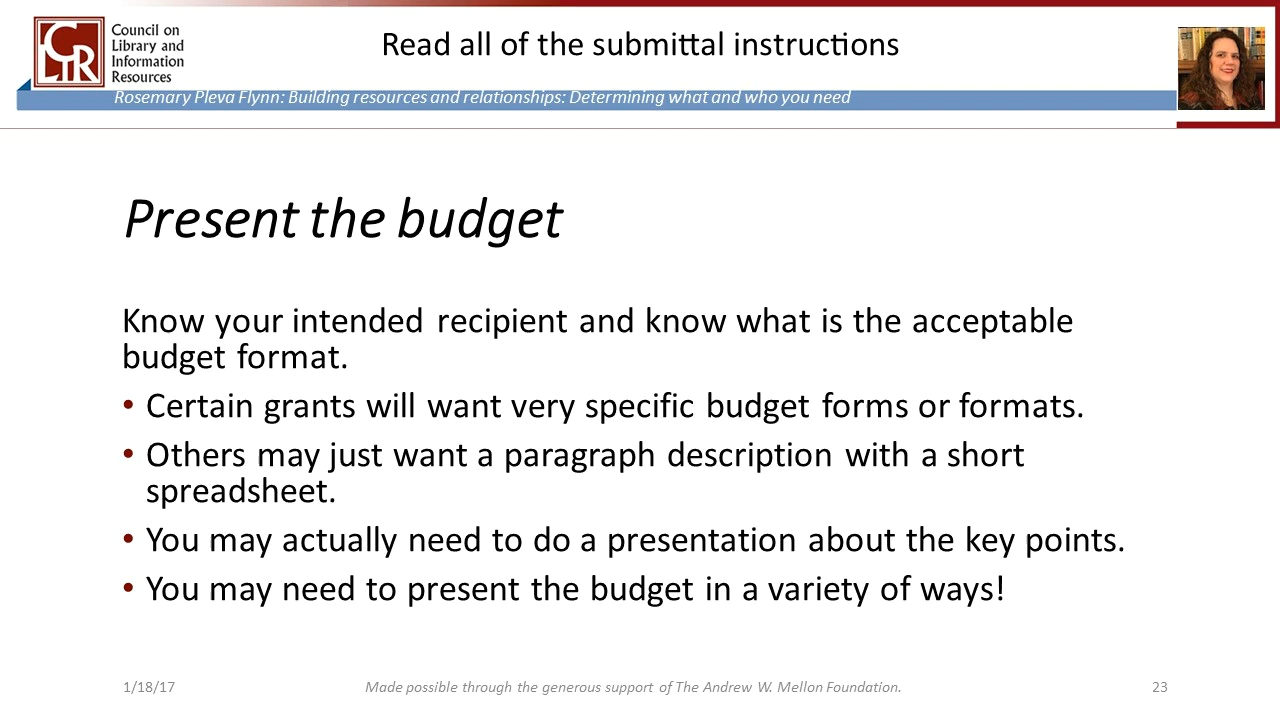 CLIR
Council on
Library and
Information
Resources
Read all of the submittal instructions
Rosemary Pleva Flynn: Building resources and relationships: Determining what and who you need
Present the budget
Know your intended recipient and know what is the acceptable
budget format.
• Certain grants will want very specific budget forms or formats.
• Others may just want a paragraph description with a short
spreadsheet.
• You may actually need to do a presentation about the key points.
• You may need to present the budget in a variety of ways!
1/18/17
Made possible through the generous support of The Andrew W. Mellon Foundation.
23